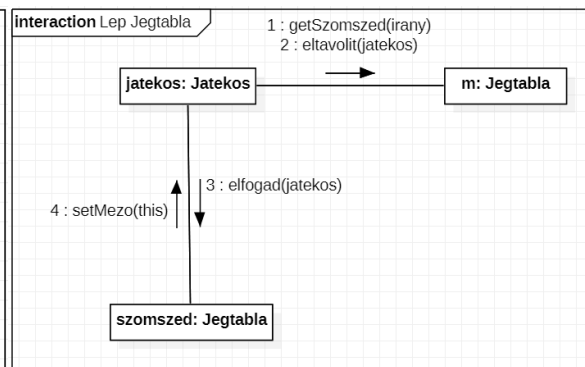 interaction Lep Jegtabla
1 : getSzomszed(irany)
2 : eltavolit(jatekos)
jatekos: Jatekos
m: Jegtabla
3 : elfogad(jatekos)
4 : setMezo(this)
szomszed: Jegtabla